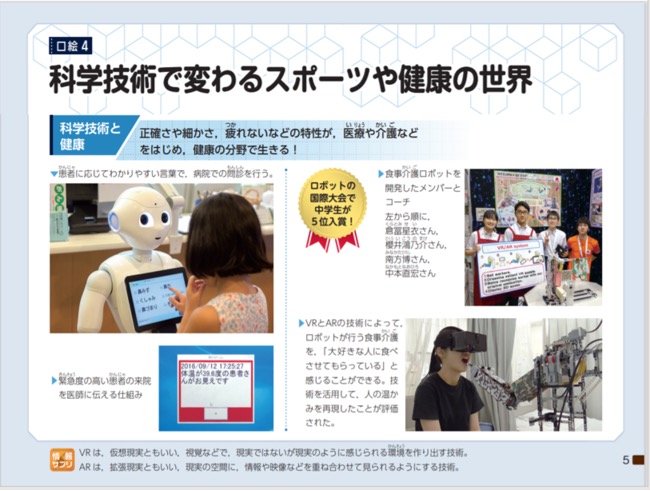 口絵4
科学技術で変わるスポーツや健康の世界
科学技術と
健康
正確さや細かさ，疲れないなどの特性が，医療や介護など
をはじめ，健康の分野で生きる！
▼患者に応じてわかりやすい言葉で，病院での問診を行う。
ロボットの
国際大会で
中学生が
5位入賞！
▶食事介護ロボットを
開発したメンバーと
コーチ
左から順に，
倉冨星衣さん，
櫻井鴻乃介さん，
南方博さん，
中本直宏さん
鼻みず
くしゃみ
鼻づまり
VR/AR system
▶VRとARの技術によって，
ロボットが行う食事介護
を，「大好きな人に食べ
させてもらっている」と
感じることができる。技
術を活用して，人の温か
みを再現したことが評価
された。
2016/09/12 17:25:27
体温が39.8度の患者さ
んがお見えです
▶緊急度の高い患者の来院
を医師に伝える仕組み
情報
サプリ
VRは，仮想現実ともいい，視覚などで，現実ではないが現実のように感じられる環境を作り出す技術。
ARは，拡張現実ともいい，現実の空間に，情報や映像などを重ね合わせて見られるようにする技術。
5